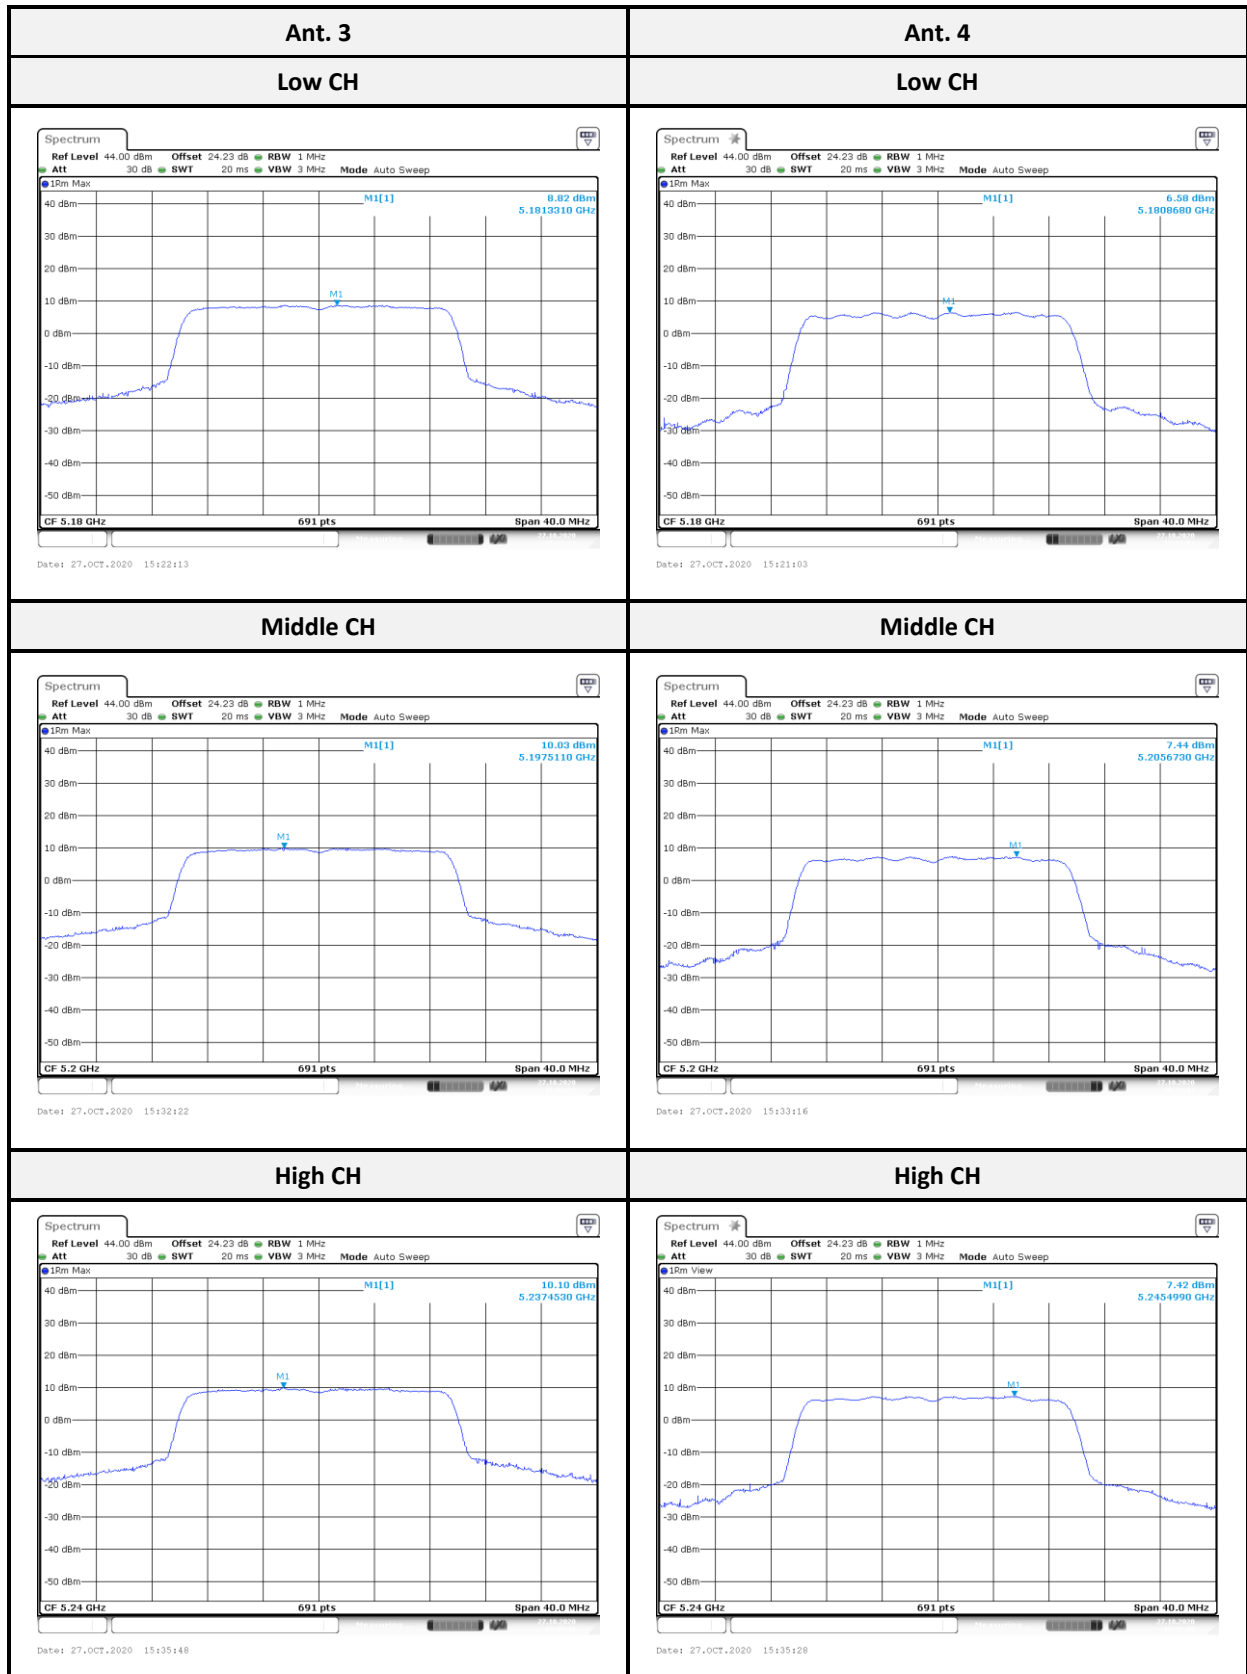 Ant. 3
Ant. 4
Low CH
Low CH
Spectrum
Ref Level 44.00 dBm Offset 24.23 dB RBW 1 MHz
Att 30 dB SWT 20 ms VBW 3 MHz Mode Auto Sweep
1Rm Max
M1[1] 8.82 dBm
5.1813310 GHz
40 dBm
30 dBm
20 dBm
10 dBm
M1
0 dBm
-10 dBm
-20 dBm
-30 dBm
-40 dBm
-50 dBm
CF 5.18 GHz 691 pts Span 40.0 MHz
Date: 27.OCT.2020 15:22:13
Spectrum
Ref Level 44.00 dBm Offset 24.23 dB RBW 1 MHz
Att 30 dB SWT 20 ms VBW 3 MHz Mode Auto Sweep
1Rm Max
M1[1] 6.58 dBm
5.1808680 GHz
40 dBm
30 dBm
20 dBm
10 dBm
M1
0 dBm
-10 dBm
-20 dBm
-30 dBm
-40 dBm
-50 dBm
CF 5.18 GHz 691 pts Span 40.0 MHz
Date: 27.OCT.2020 15:21:03
Middle CH
Middle CH
Spectrum
Ref Level 44.00 dBm Offset 24.23 dB RBW 1 MHz
Att 30 dB SWT 20 ms VBW 3 MHz Mode Auto Sweep
1Rm Max
M1[1] 10.03 dBm
5.1975110 GHz
40 dBm
30 dBm
20 dBm
M1
10 dBm
0 dBm
-10 dBm
-20 dBm
-30 dBm
-40 dBm
-50 dBm
CF 5.2 GHz 691 pts Span 40.0 MHz
Date: 27.OCT.2020 15:32:22
Spectrum
Ref Level 44.00 dBm Offset 24.23 dB RBW 1 MHz
Att 30 dB SWT 20 ms VBW 3 MHz Mode Auto Sweep
1Rm Max
M1[1] 7.44 dBm
5.2056730 GHz
40 dBm
30 dBm
20 dBm
10 dBm
M1
0 dBm
-10 dBm
-20 dBm
-30 dBm
-40 dBm
-50 dBm
CF 5.2 GHz 691 pts Span 40.0 MHz
Date: 27.OCT.2020 15:33:16
High CH
High CH
Spectrum
Ref Level 44.00 dBm Offset 24.23 dB RBW 1 MHz
Att 30 dB SWT 20 ms VBW 3 MHz Mode Auto Sweep
1Rm Max
M1[1] 10.10 dBm
5.2374530 GHz
40 dBm
30 dBm
20 dBm
M1
10 dBm
0 dBm
-10 dBm
-20 dBm
-30 dBm
-40 dBm
-50 dBm
CF 5.24 GHz 691 pts Span 40.0 MHz
Date: 27.OCT.2020 15:35:48
Spectrum
Ref Level 44.00 dBm Offset 24.23 dB RBW 1 MHz
Att 30 dB SWT 20 ms VBW 3 MHz Mode Auto Sweep
1Rm View
M1[1] 7.42 dBm
5.2454990 GHz
40 dBm
30 dBm
20 dBm
10 dBm
M1
0 dBm
-10 dBm
-20 dBm
-30 dBm
-40 dBm
-50 dBm
CF 5.24 GHz 691 pts Span 40.0 MHz
Date: 27.OCT.2020 15:35:28